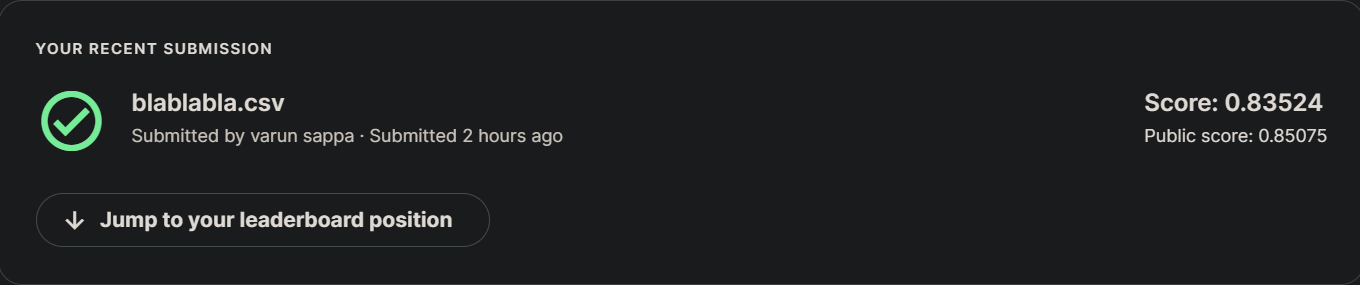 YOUR RECENT SUBMISSION
blablabla.csv
Score: 0.83524
Submitted by varun sappa · Submitted 2 hours ago
Public score: 0.85075
Jump to your leaderboard position